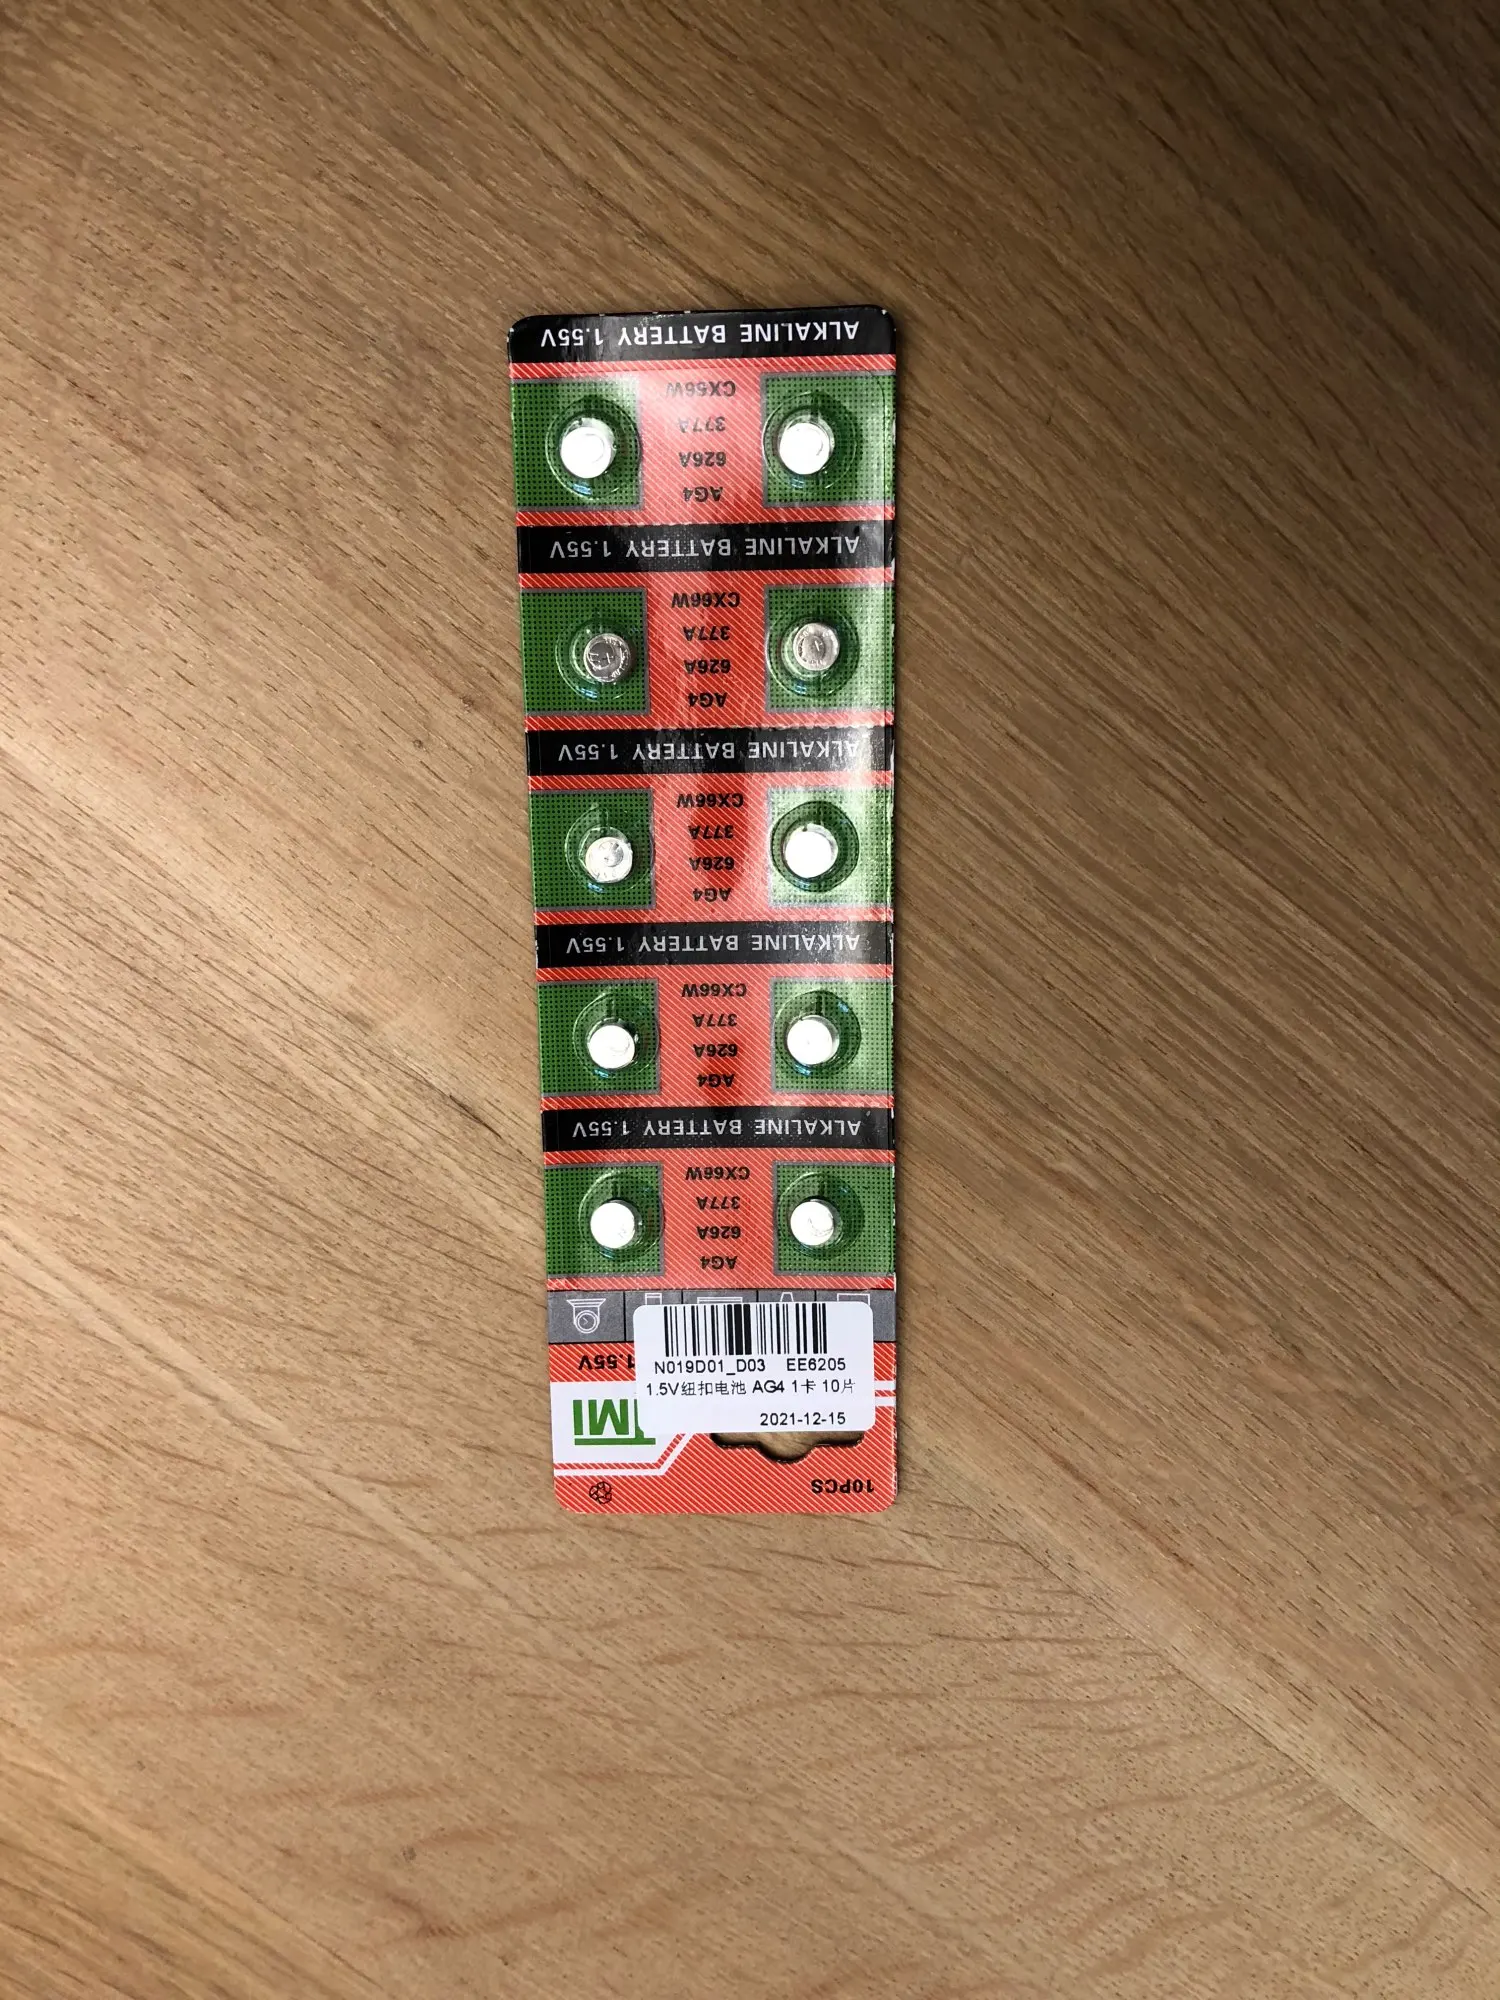 ALKALINE BATTERY 1.55V
CX66W
377A
626A
AG4
ALKALINE BATTERY 1.55V
CX66W
377A
626A
AG4
ALKALINE BATTERY 1.55V
CX66W
377A
626A
AG4
ALKALINE BATTERY 1.55V
CX66W
377A
626A
AG4
ALKALINE BATTERY 1.55V
CX66W
377A
626A
AG4
N019D01_D03 EE6205
1.55V
1.5V纽扣电池 AG4 1卡 10片
2021-12-15
10PCS